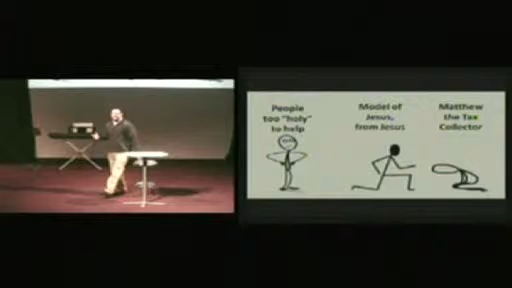 People
too "holy"
to help
Model of
Jesus,
from Jesus
Matthew
the Tax
Collector